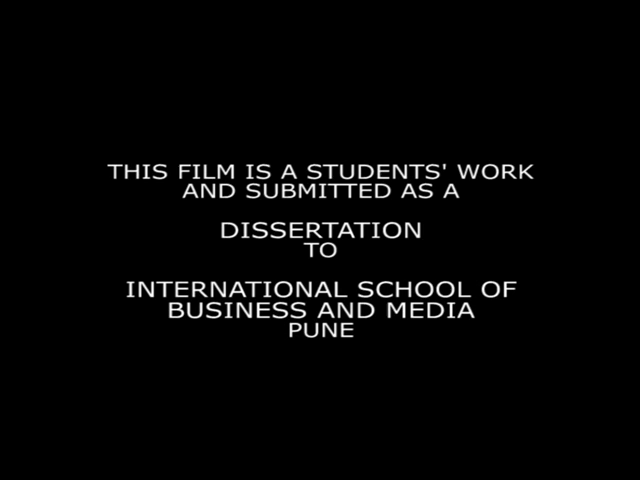 THIS FILM IS A STUDENTS' WORK
AND SUBMITTED AS A
DISSERTATION
TO
INTERNATIONAL SCHOOL OF
BUSINESS AND MEDIA
PUNE